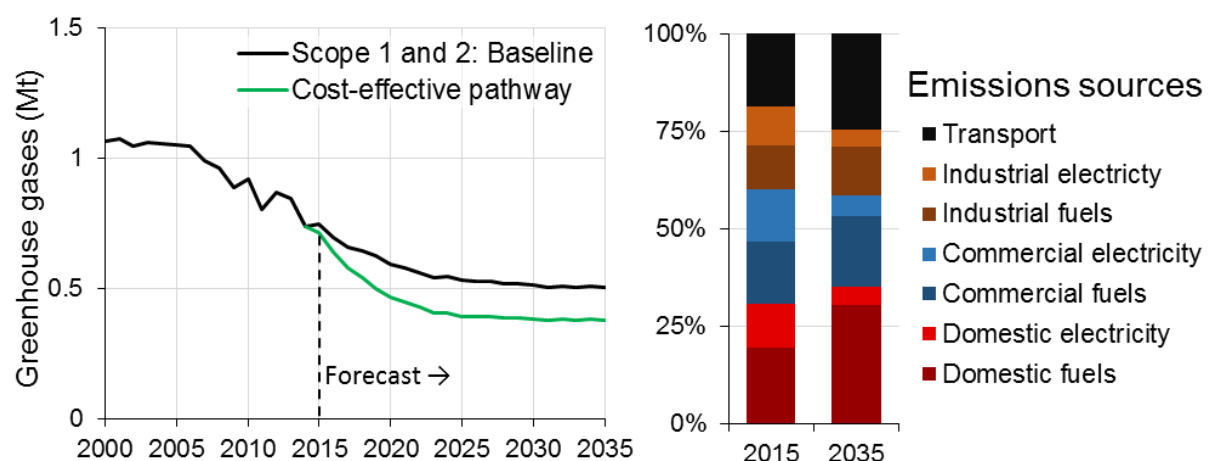 Greenhouse gases (Mt)
1.5
1
0.5
0
Scope 1 and 2: Baseline
Cost-effective pathway
Forecast →
2000 2005 2010 2015 2020 2025 2030 2035
100%
75%
50%
25%
0%
2015 2035
Emissions sources
Transport
Industrial electricty
Industrial fuels
Commercial electricity
Commercial fuels
Domestic electricity
Domestic fuels